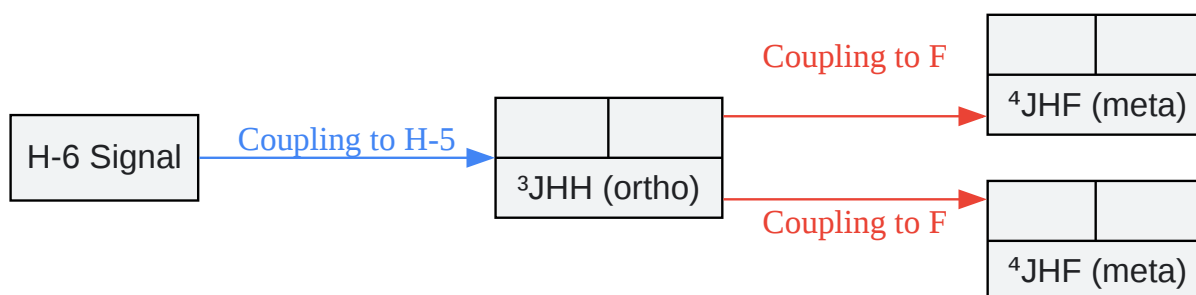 H-6 Signal
Coupling to H-5
³JHH (ortho)
Coupling to F
⁴JHF (meta)
Coupling to F
⁴JHF (meta)